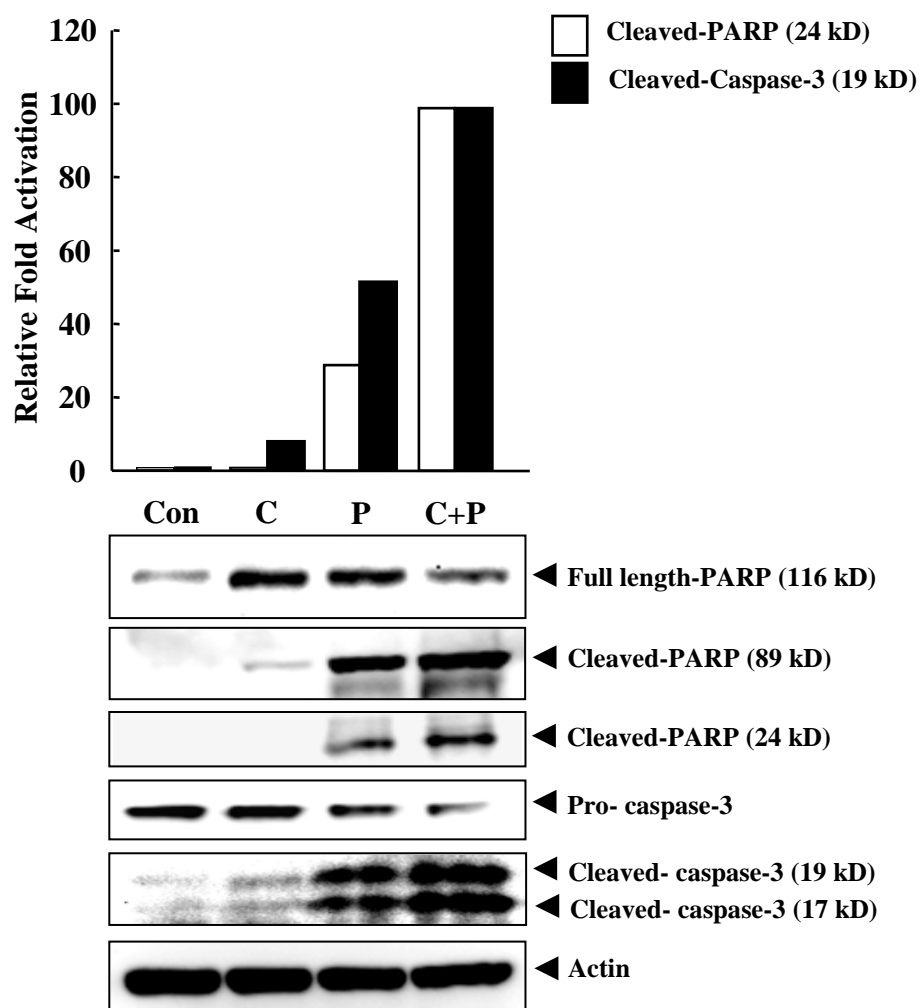 Cleaved-PARP (24 kD)
Cleaved-Caspase-3 (19 kD)
Relative Fold Activation
120
100
80
60
40
20
0
Con C P C+P
Full length-PARP (116 kD)
Cleaved-PARP (89 kD)
Cleaved-PARP (24 kD)
Pro- caspase-3
Cleaved- caspase-3 (19 kD)
Cleaved- caspase-3 (17 kD)
Actin